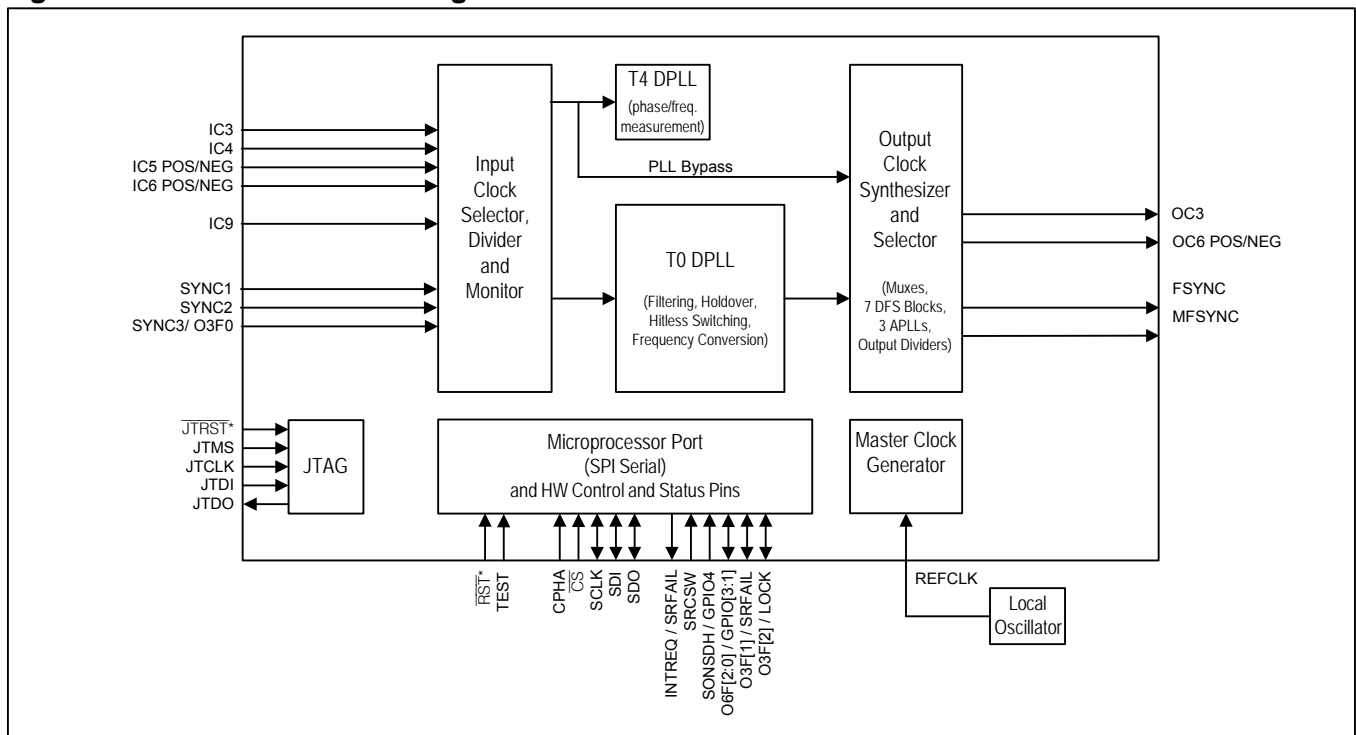 T4 DPLL
(phase/freq.
measurement)
IC3
IC4
IC5 POS/NEG
IC6 POS/NEG
IC9
SYNC1
SYNC2
SYNC3/ O3F0
Input
Clock
Selector,
Divider
and
Monitor
PLL Bypass
T0 DPLL
(Filtering, Holdover,
Hitless Switching,
Frequency Conversion)
Output
Clock
Synthesizer
and
Selector
(Muxes,
7 DFS Blocks,
3 APLLs,
Output Dividers)
OC3
OC6 POS/NEG
FSYNC
MFSYNC
JTRST*
JTMS
JTCLK
JTDI
JTDO
JTAG
Microprocessor Port
(SPI Serial)
and HW Control and Status Pins
Master Clock
Generator
RST*
TEST
CPHA
CS
SCLK
SDI
SDO
INTREQ / SRFAIL
SRCSW
SONSDH / GPIO4
O6F[2:0] / GPIO[3:1]
O3F[1] / SRFAIL
O3F[2] / LOCK
REFCLK
Local
Oscillator